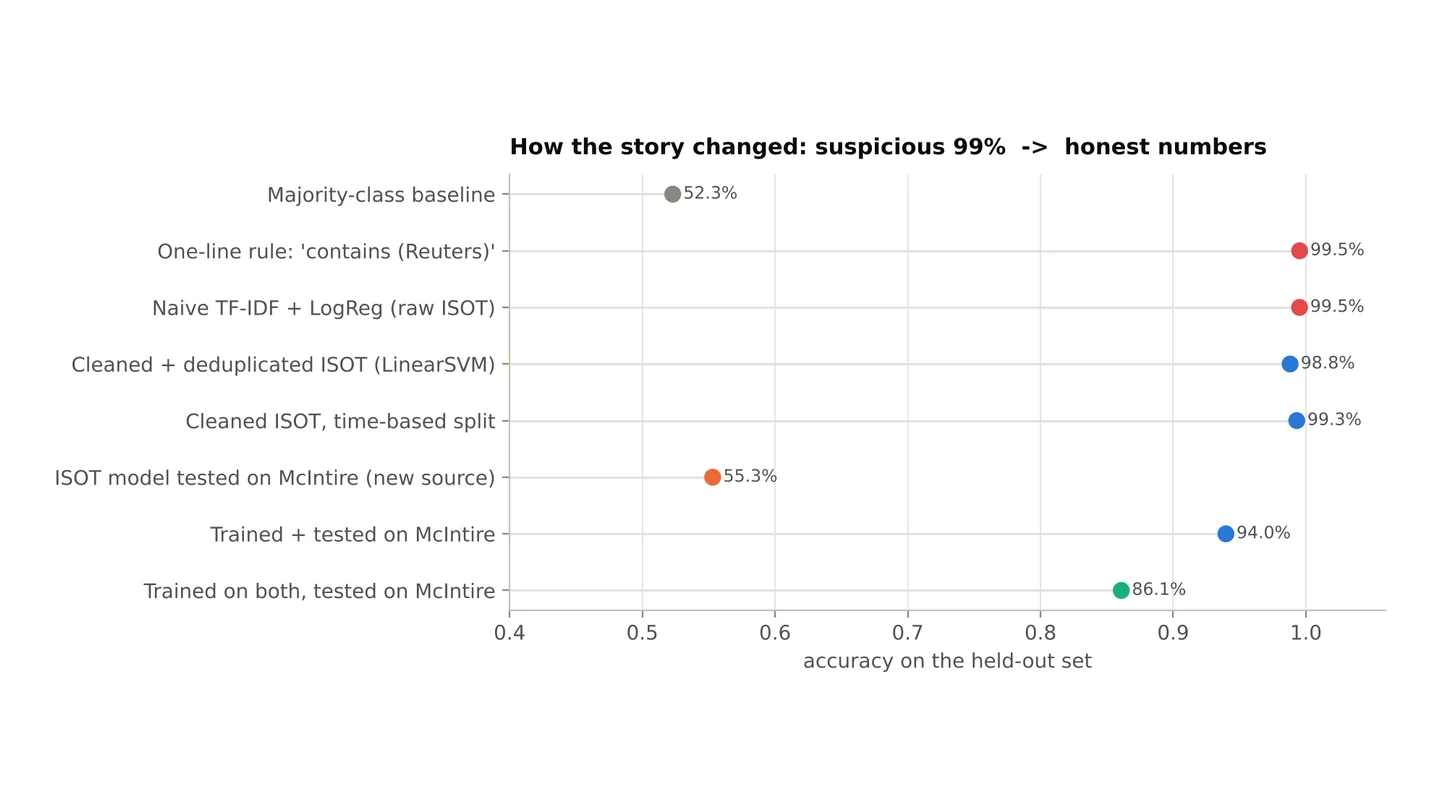 How the story changed: suspicious 99%  ->  honest numbers
Majority-class baseline
52.3%
One-line rule: 'contains (Reuters)'
99.5%
Naive TF-IDF + LogReg (raw ISOT)
99.5%
Cleaned + deduplicated ISOT (LinearSVM)
98.8%
Cleaned ISOT, time-based split
99.3%
ISOT model tested on McIntire (new source)
55.3%
Trained + tested on McIntire
94.0%
Trained on both, tested on McIntire
86.1%
0.4 0.5 0.6 0.7 0.8 0.9 1.0
accuracy on the held-out set